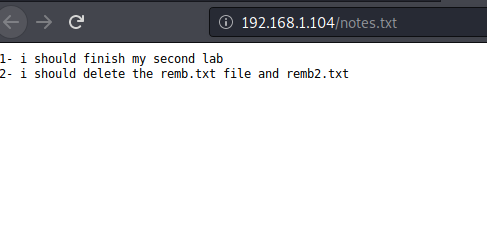 192.168.1.104/notes.txt
1- i should finish my second lab
2- i should delete the remb.txt file and remb2.txt